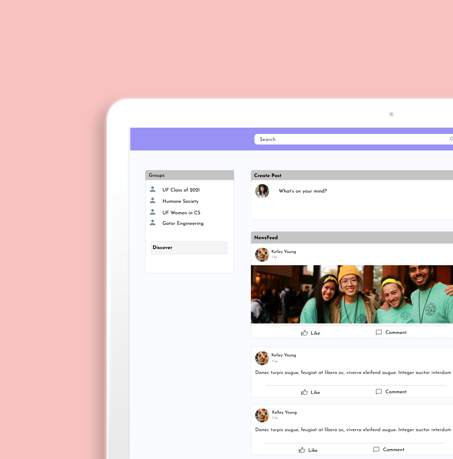 Search
Groups
UF Class of 2021
Humane Society
UF Women in CS
Gator Engineering
Discover
Create Post
What's on your mind?
NewsFeed
Kelley Young
1 hr
Like
Comment
Kelley Young
1 hr
Donec turpis augue, feugiat at libero ac, viverra eleifend augue. Integer auctor interdum
Like
Comment
Kelley Young
1 hr
Donec turpis augue, feugiat at libero ac, viverra eleifend augue. Integer auctor interdum
Like
Comment